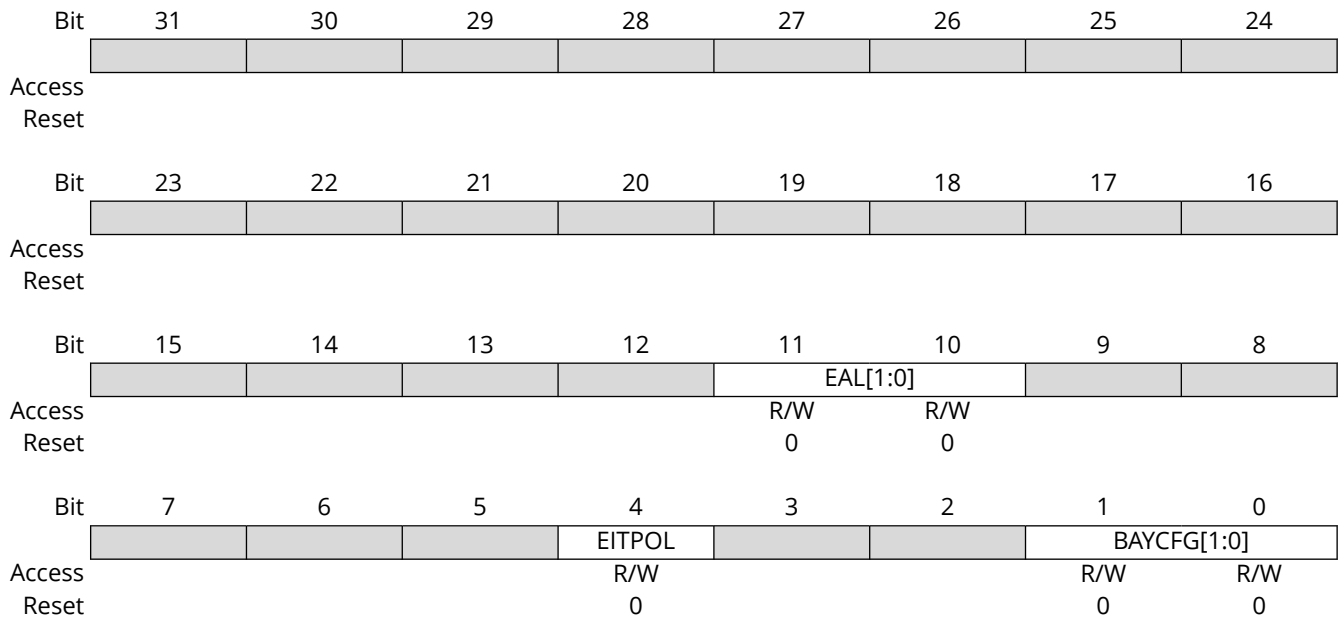 Bit 31 30 29 28 27 26 25 24
Access
Reset
Bit 23 22 21 20 19 18 17 16
Access
Reset
Bit 15 14 13 12 11 10 9 8
EAL[1:0]
Access R/W R/W
Reset 0 0
Bit 7 6 5 4 3 2 1 0
EITPOL BAYCFG[1:0]
Access R/W R/W R/W
Reset 0 0 0